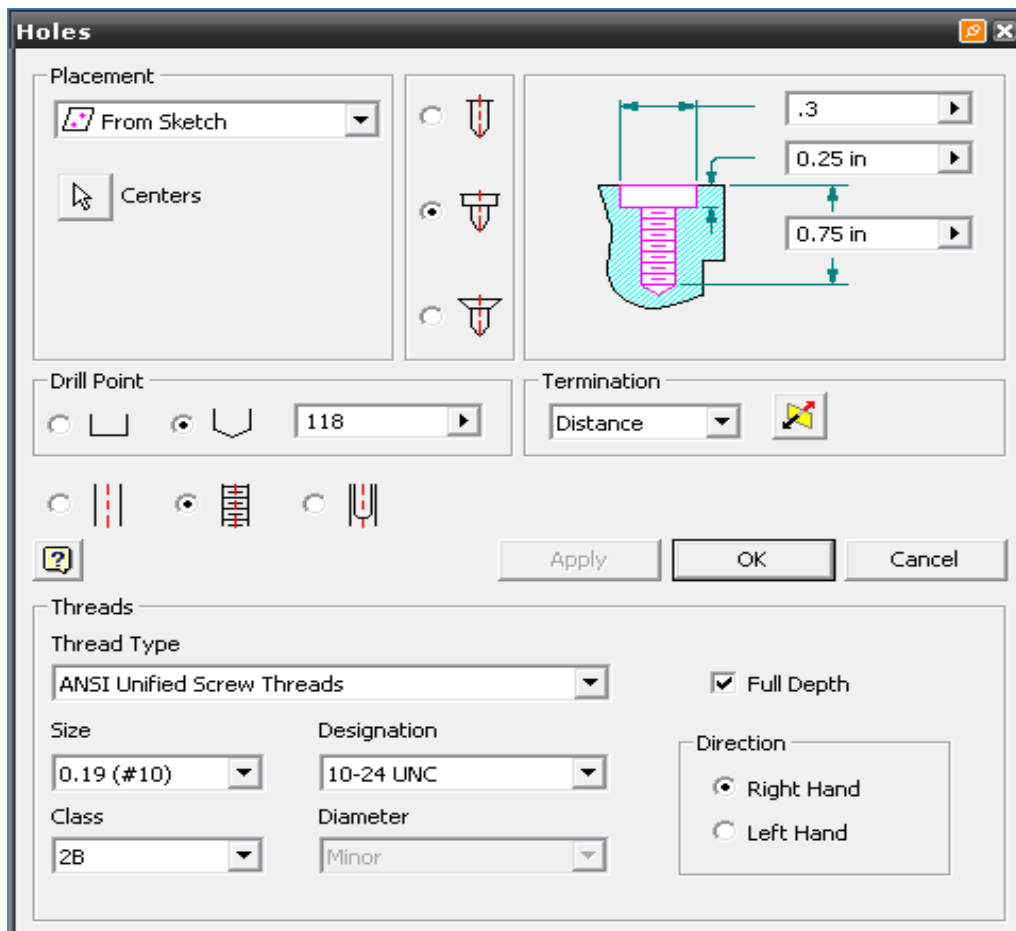 Holes
Placement
From Sketch
Centers
.3
0.25 in
0.75 in
Drill Point
118
Termination
Distance
?
Apply
OK
Cancel
Threads
Thread Type
ANSI Unified Screw Threads
Full Depth
Size
Designation
0.19 (#10)
10-24 UNC
Class
Diameter
2B
Minor
Direction
Right Hand
Left Hand